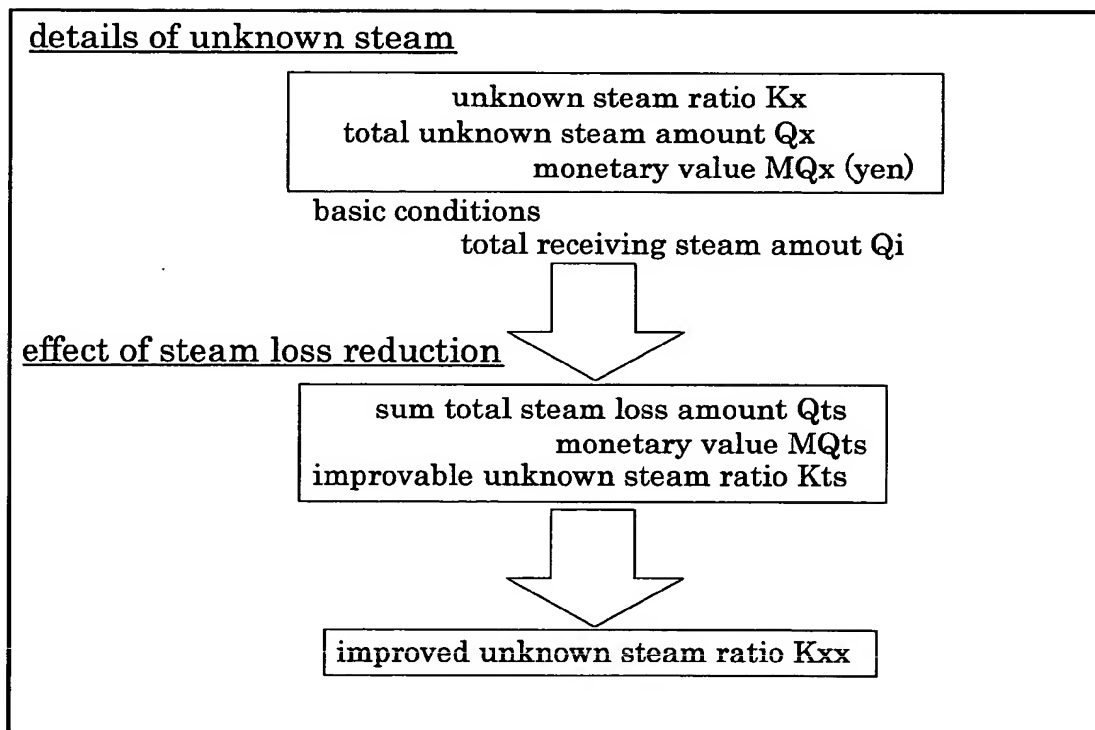 details of unknown steam
unknown steam ratio Kx
total unknown steam amount Qx
monetary value MQx (yen)
basic conditions
total receiving steam amout Qi
effect of steam loss reduction
sum total steam loss amount Qts
monetary value MQts
improvable unknown steam ratio Kts
improved unknown steam ratio Kxx